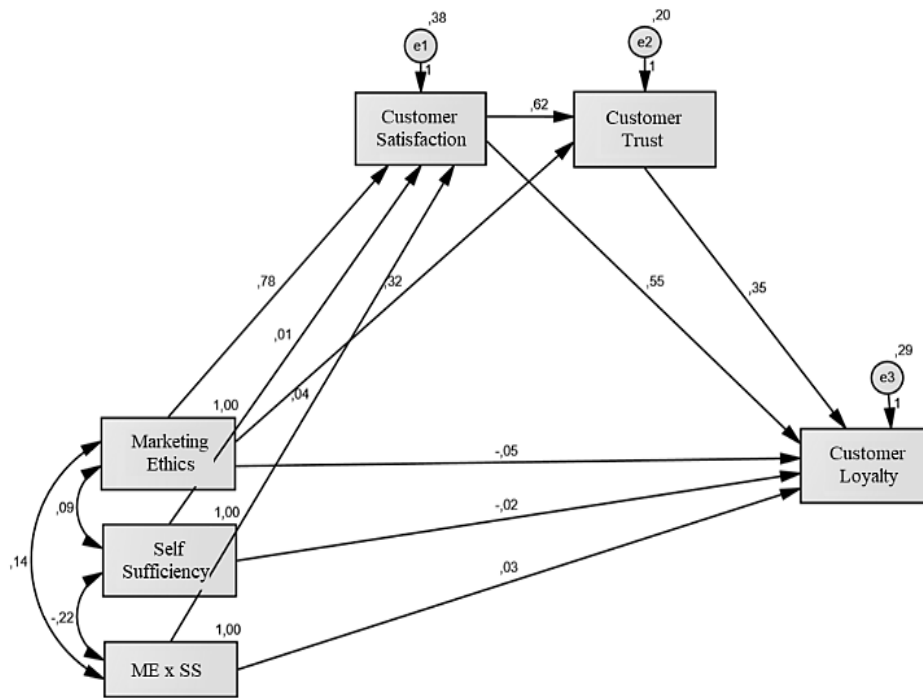 ,38
e1
1
,20
e2
1
Customer
Satisfaction
,62
Customer
Trust
,78
,01
,32
,04
,55
,35
,29
e3
1
1,00
Marketing
Ethics
-,05
Customer
Loyalty
,09
1,00
Self
Sufficiency
-,02
,14
-,22
1,00
ME x SS
,03